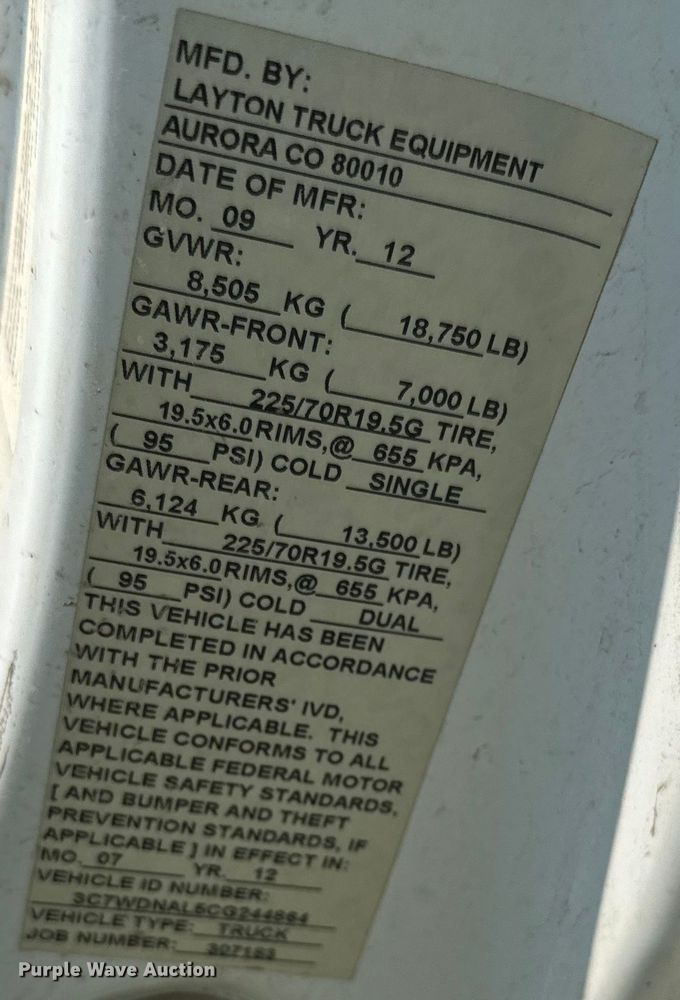 MFD. BY:
LAYTON TRUCK EQUIPMENT
AURORA CO 80010
DATE OF MFR:
MO. 09 YR. 12
GVWR:
8,505 KG ( 18,750 LB)
GAWR-FRONT:
3,175 KG ( 7,000 LB)
WITH 225/70R19.5G TIRE,
19.5x6.0 RIMS,@ 655 KPA,
( 95 PSI) COLD SINGLE
GAWR-REAR:
6,124 KG ( 13,500 LB)
WITH 225/70R19.5G TIRE,
19.5x6.0 RIMS,@ 655 KPA,
( 95 PSI) COLD DUAL
THIS VEHICLE HAS BEEN
COMPLETED IN ACCORDANCE
WITH THE PRIOR
MANUFACTURERS' IVD,
WHERE APPLICABLE. THIS
VEHICLE CONFORMS TO ALL
APPLICABLE FEDERAL MOTOR
VEHICLE SAFETY STANDARDS,
[ AND BUMPER AND THEFT
PREVENTION STANDARDS, IF
APPLICABLE ] IN EFFECT IN:
MO. 07 YR. 12
VEHICLE ID NUMBER:
3C7WDNAL5CG244664
VEHICLE TYPE: TRUCK
JOB NUMBER:
Purple Wave Auction